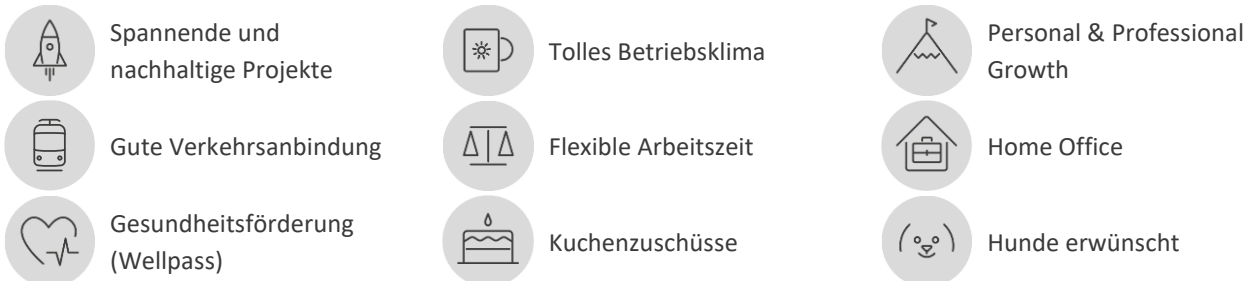 Spannende und
nachhaltige Projekte
Tolles Betriebsklima
Personal & Professional
Growth
Gute Verkehrsanbindung
Flexible Arbeitszeit
Home Office
Gesundheitsförderung
(Wellpass)
Kuchenzuschüsse
Hunde erwünscht